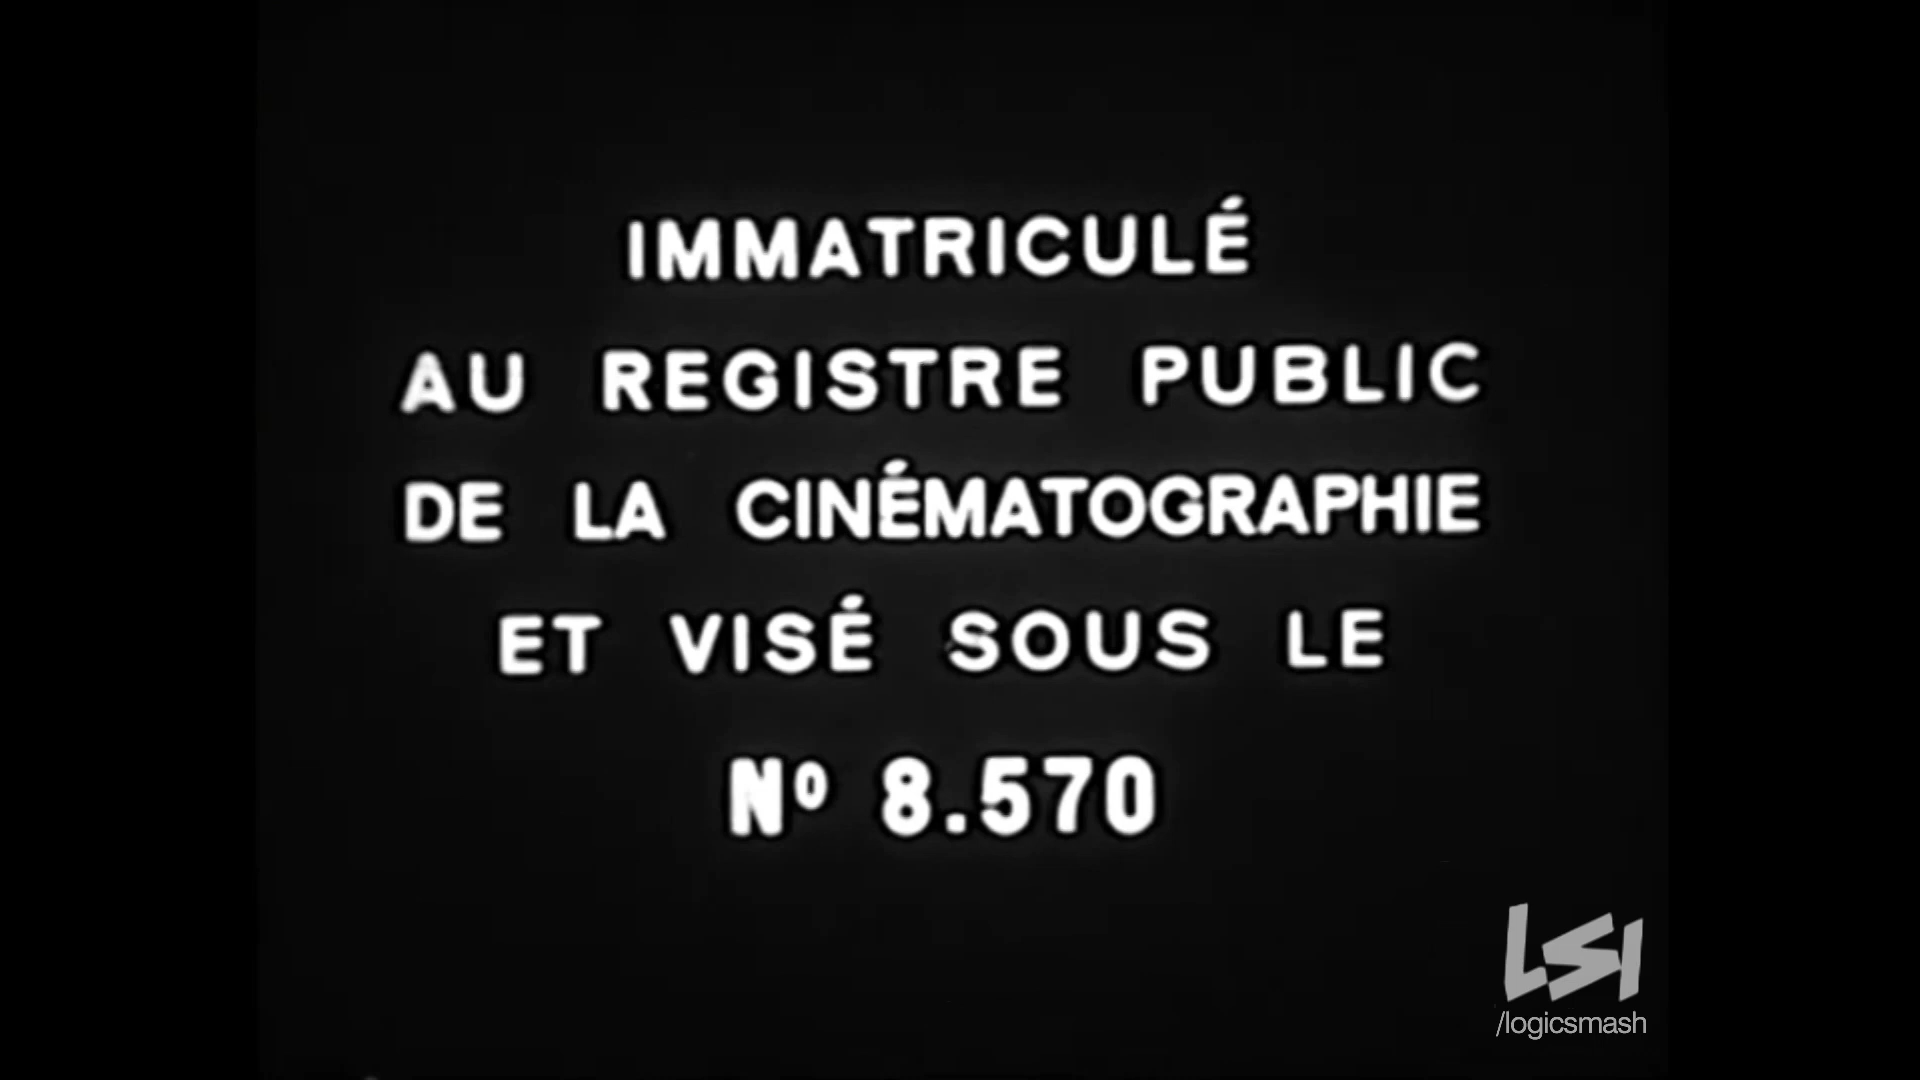 IMMATRICULÉ
AU REGISTRE PUBLIC
DE LA CINÉMATOGRAPHIE
ET VISÉ SOUS LE
Nº 8.570
LSI
/logicsmash